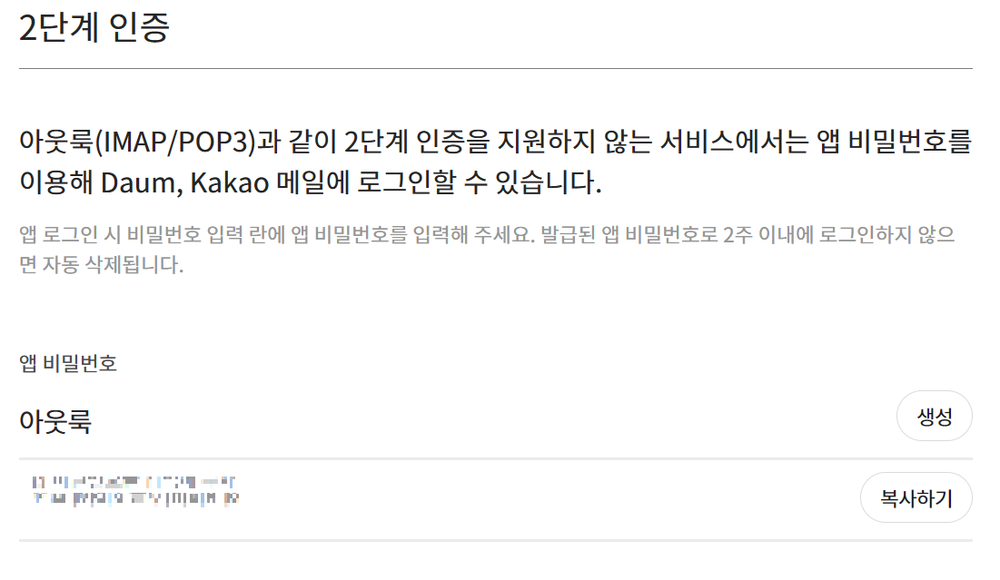 2단계 인증
아웃룩(IMAP/POP3)과 같이 2단계 인증을 지원하지 않는 서비스에서는 앱 비밀번호를
이용해 Daum, Kakao 메일에 로그인할 수 있습니다.
앱 로그인 시 비밀번호 입력 란에 앱 비밀번호를 입력해 주세요. 발급된 앱 비밀번호로 2주 이내에 로그인하지 않으
면 자동 삭제됩니다.
앱 비밀번호
아웃룩
생성
복사하기